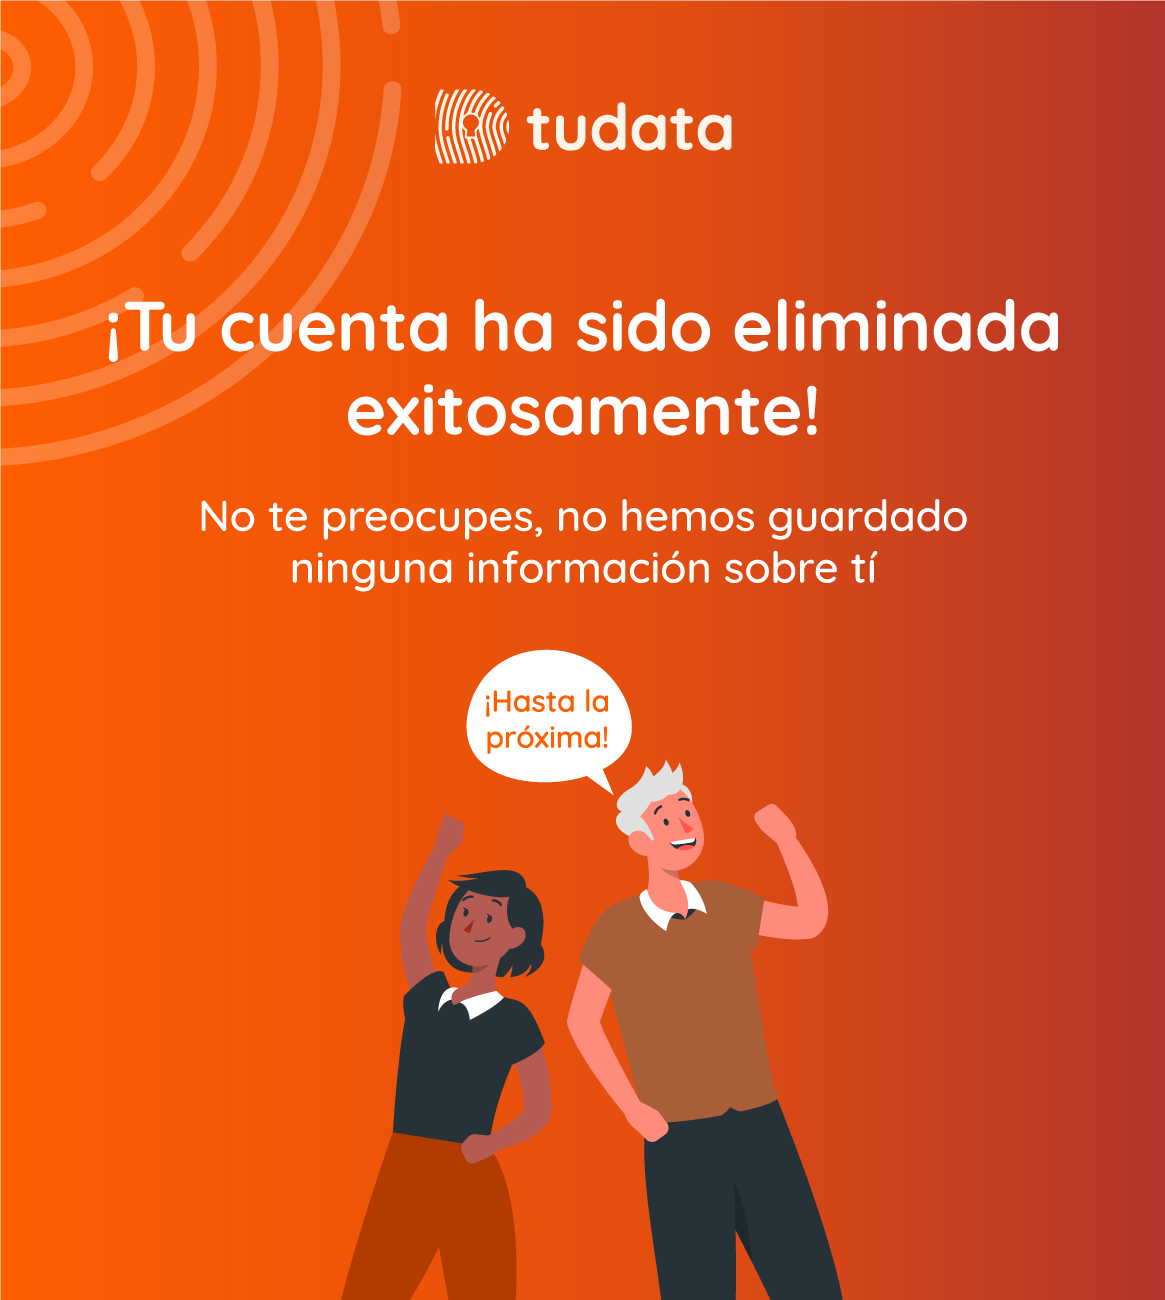 tudata
¡Tu cuenta ha sido eliminada
exitosamente!
No te preocupes, no hemos guardado
ninguna información sobre tí
¡Hasta la
próxima!